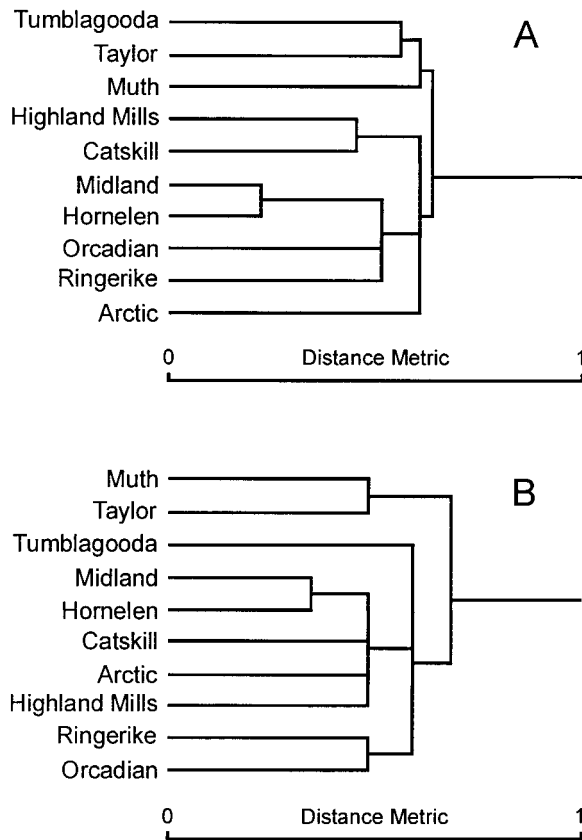 A
Tumblagooda
Taylor
Muth
Highland Mills
Catskill
Midland
Hornelen
Orcadian
Ringerike
Arctic
0 Distance Metric 1
B
Muth
Taylor
Tumblagooda
Midland
Hornelen
Catskill
Arctic
Highland Mills
Ringerike
Orcadian
0 Distance Metric 1